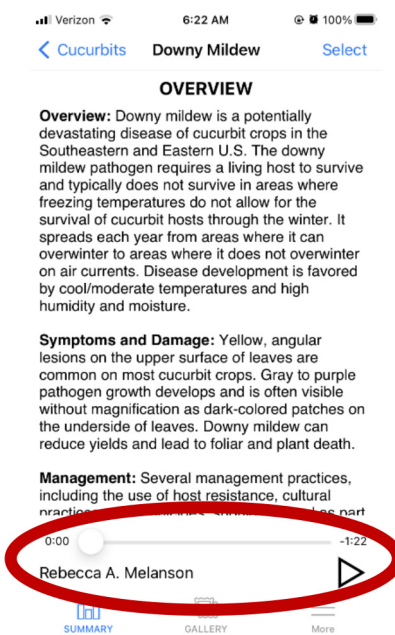 Verizon 6:22 AM 100%
Cucurbits Downy Mildew Select
OVERVIEW
Overview: Downy mildew is a potentially
devastating disease of cucurbit crops in the
Southeastern and Eastern U.S. The downy
mildew pathogen requires a living host to survive
and typically does not survive in areas where
freezing temperatures do not allow for the
survival of cucurbit hosts through the winter. It
spreads each year from areas where it can
overwinter to areas where it does not overwinter
on air currents. Disease development is favored
by cool/moderate temperatures and high
humidity and moisture.
Symptoms and Damage: Yellow, angular
lesions on the upper surface of leaves are
common on most cucurbit crops. Gray to purple
pathogen growth develops and is often visible
without magnification as dark-colored patches on
the underside of leaves. Downy mildew can
reduce yields and lead to foliar and plant death.
Management: Several management practices,
including the use of host resistance, cultural
as part
0:00 -1:22
Rebecca A. Melanson
SUMMARY GALLERY More